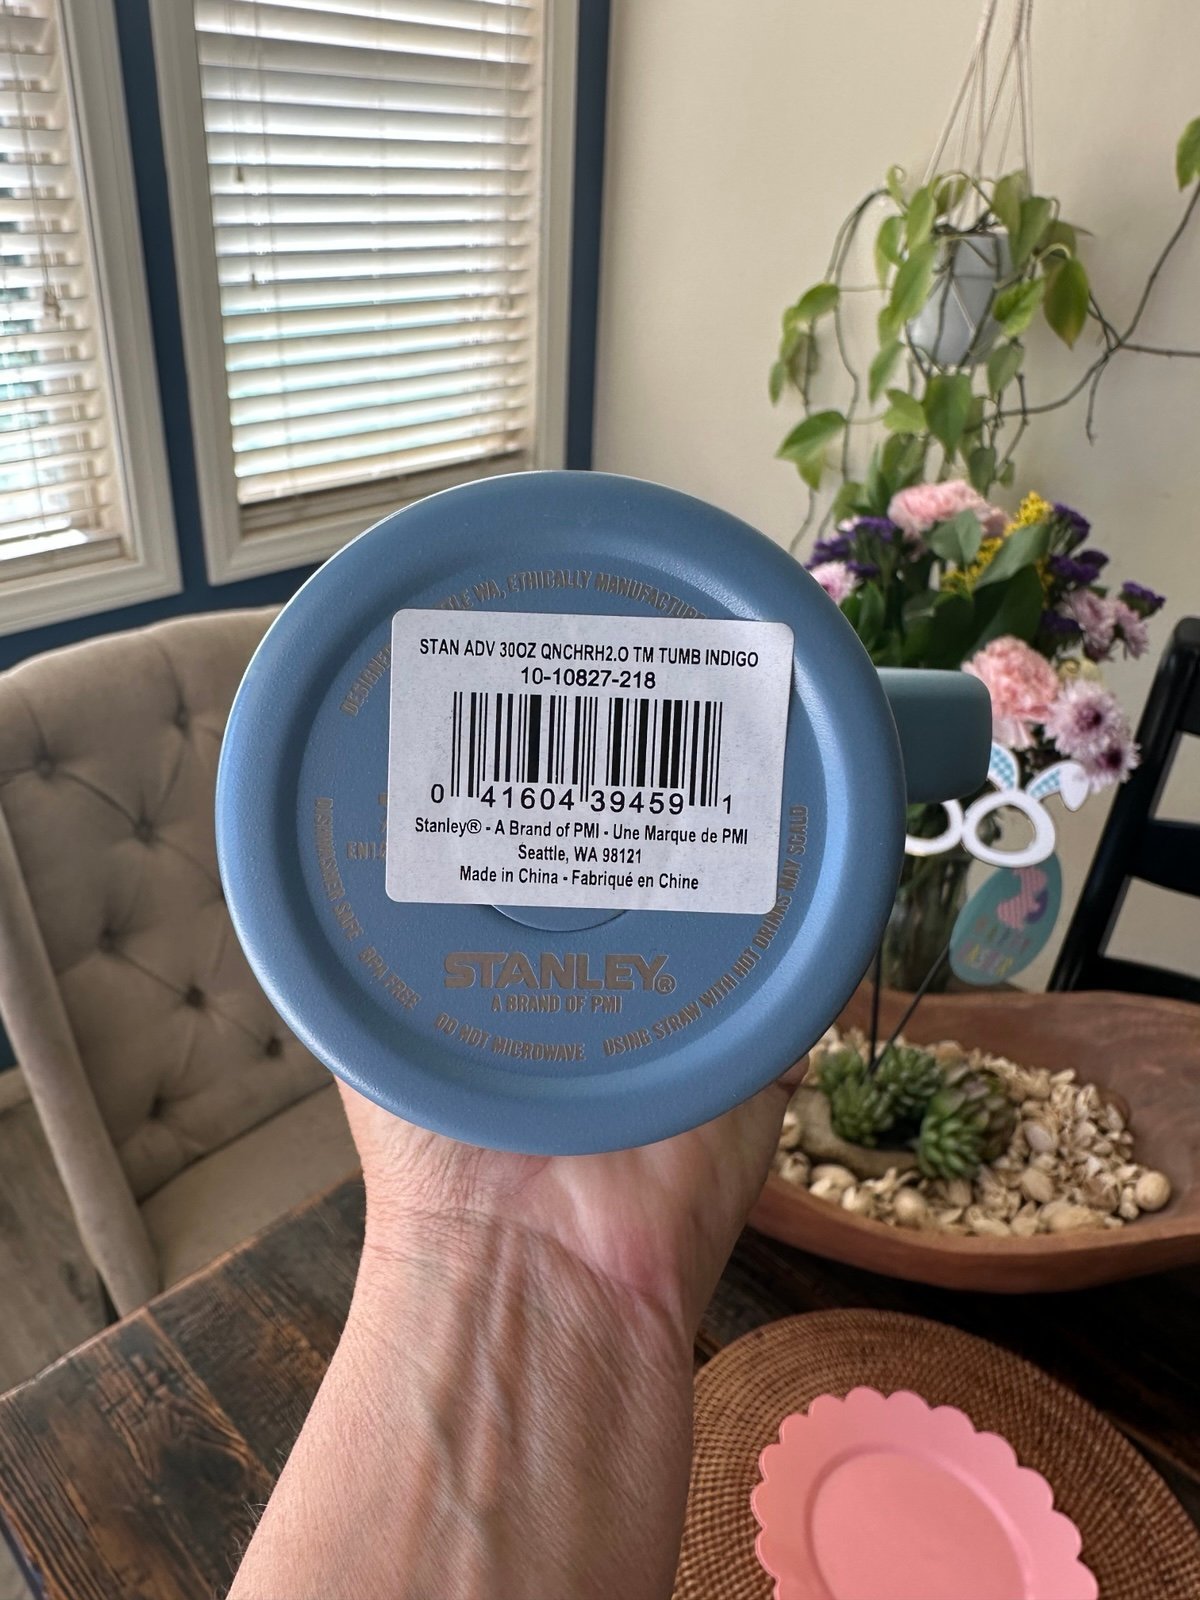 WA, ETHICALLY
STAN ADV 30OZ QNCHRH2.O TM TUMB INDIGO
10-10827-218
0 41604 39459 1
Stanley® - A Brand of PMI - Une Marque de PMI
Seattle, WA 98121
Made in China - Fabriqué en Chine
STANLEY®
A BRAND OF PMI
DISHWASHER SAFE BPA FREE
DO NOT MICROWAVE USING STRAW WITH HOT DRINKS MAY SCALD